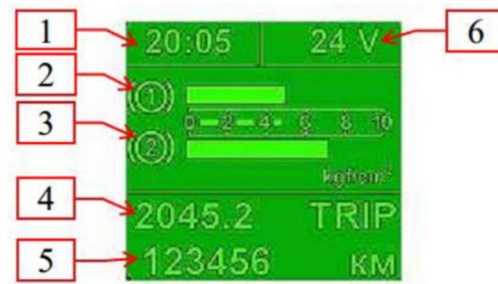 1 20:05 24 V 6
2 (1)
0 2 4 6 8 10
3 (2)
kgf/cm²
4 2045.2 TRIP
5 123456 КМ